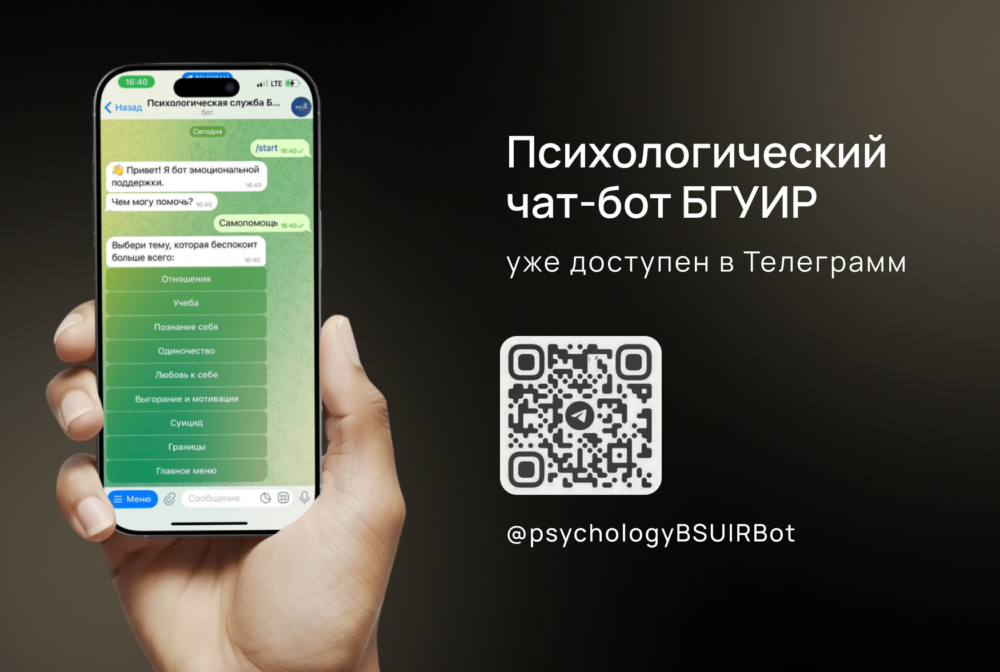 16:40
TELEGRAM
LTE
Назад
Психологическая служба Б...
бот
BSUIR
Сегодня
/start 16:40
👋 Привет! Я бот эмоциональной
поддержки. 16:40
Чем могу помочь? 16:40
Самопомощь 16:40
Выбери тему, которая беспокоит
больше всего: 16:40
Отношения
Учеба
Познание себя
Одиночество
Любовь к себе
Выгорание и мотивация
Суицид
Границы
Главное меню
Меню
Сообщение
Психологический
чат-бот БГУИР
уже доступен в Телеграмм
@psychologyBSUIRBot